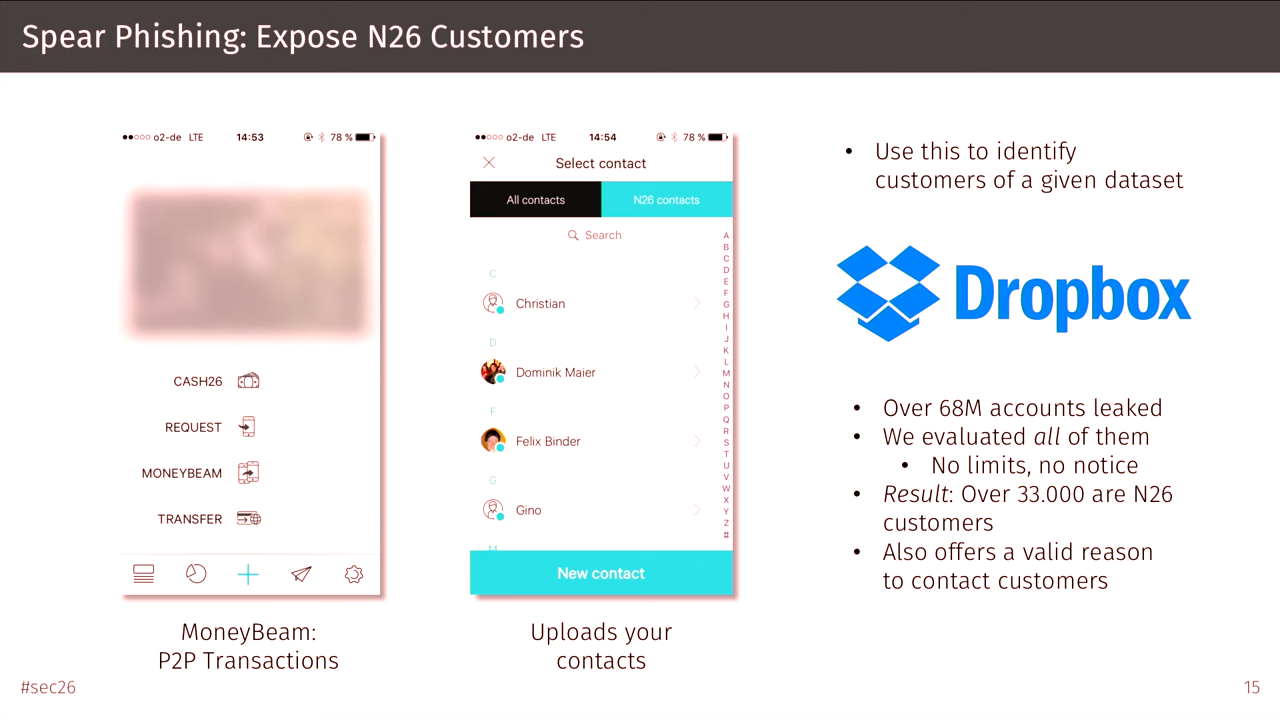 Spear Phishing: Expose N26 Customers
o2-de LTE 14:53 78 %
CASH26
REQUEST
MONEYBEAM
TRANSFER
MoneyBeam:
P2P Transactions
o2-de LTE 14:54 78 %
Select contact
All contacts N26 contacts
Search
C
Christian
D
Dominik Maier
F
Felix Binder
G
Gino
M
A
B
C
D
E
F
G
H
I
J
K
L
M
N
O
P
Q
R
S
T
U
V
W
X
Y
Z
#
New contact
Uploads your
contacts
• Use this to identify
customers of a given dataset
Dropbox
• Over 68M accounts leaked
• We evaluated all of them
• No limits, no notice
• Result: Over 33.000 are N26
customers
• Also offers a valid reason
to contact customers
#sec26
15